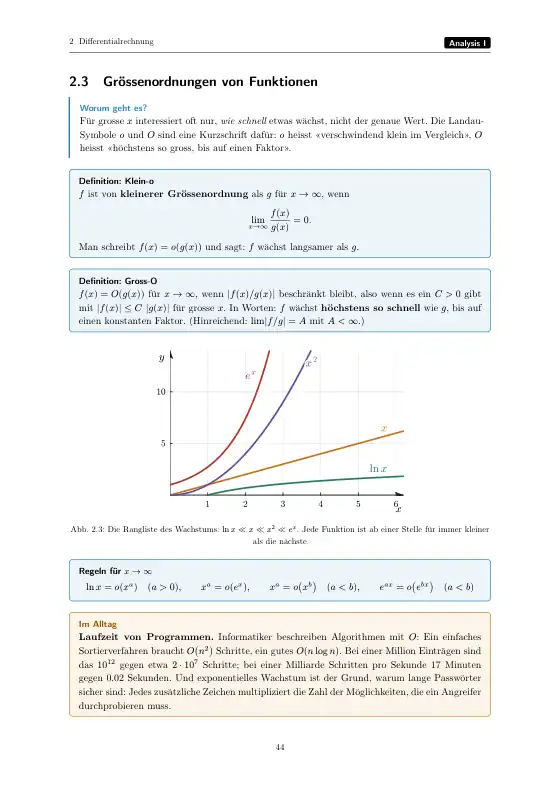 2 Differentialrechnung
Analysis I
2.3 Grössenordnungen von Funktionen
Worum geht es?
Für grosse x interessiert oft nur, wie schnell etwas wächst, nicht der genaue Wert. Die Landau-
Symbole o und O sind eine Kurzschrift dafür: o heisst «verschwindend klein im Vergleich», O
heisst «höchstens so gross, bis auf einen Faktor».
Definition: Klein-o
f ist von kleinerer Grössenordnung als g für x → ∞, wenn
lim x→∞ f(x)/g(x) = 0.
Man schreibt f(x) = o(g(x)) und sagt: f wächst langsamer als g.
Definition: Gross-O
f(x) = O(g(x)) für x → ∞, wenn |f(x)/g(x)| beschränkt bleibt, also wenn es ein C > 0 gibt
mit |f(x)| ≤ C |g(x)| für grosse x. In Worten: f wächst höchstens so schnell wie g, bis auf
einen konstanten Faktor. (Hinreichend: lim|f/g| = A mit A < ∞.)
y
e^x
x^2
10
x
5
ln x
1 2 3 4 5 6
x
Abb. 2.3: Die Rangliste des Wachstums: ln x ≪ x ≪ x² ≪ eˣ. Jede Funktion ist ab einer Stelle für immer kleiner
als die nächste.
Regeln für x → ∞
ln x = o(x^a) (a > 0), x^a = o(e^x), x^a = o(x^b) (a < b), e^{ax} = o(e^{bx}) (a < b)
Im Alltag
Laufzeit von Programmen. Informatiker beschreiben Algorithmen mit O: Ein einfaches
Sortierverfahren braucht O(n²) Schritte, ein gutes O(n log n). Bei einer Million Einträgen sind
das 10¹² gegen etwa 2 · 10⁷ Schritte; bei einer Milliarde Schritten pro Sekunde 17 Minuten
gegen 0.02 Sekunden. Und exponentielles Wachstum ist der Grund, warum lange Passwörter
sicher sind: Jedes zusätzliche Zeichen multipliziert die Zahl der Möglichkeiten, die ein Angreifer
durchprobieren muss.
44